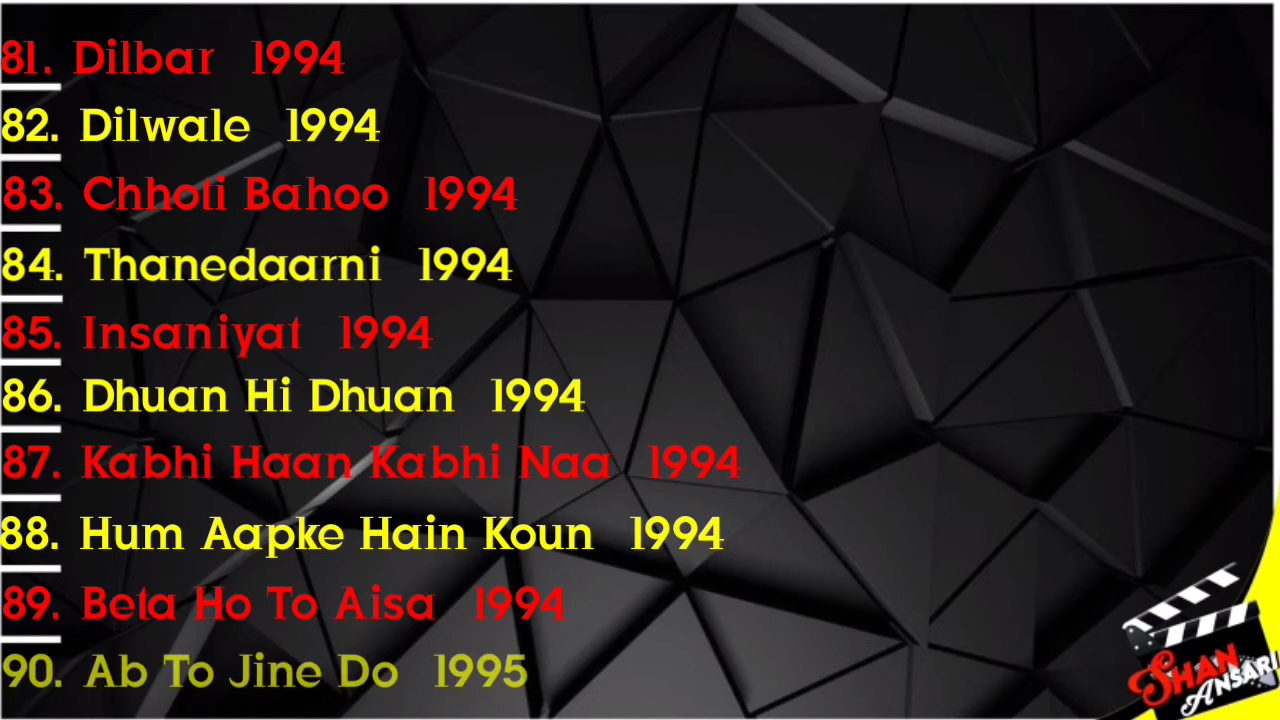 81. Dilbar 1994
82. Dilwale 1994
83. Chhoti Bahoo 1994
84. Thanedaarni 1994
85. Insaniyat 1994
86. Dhuan Hi Dhuan 1994
87. Kabhi Haan Kabhi Naa 1994
88. Hum Aapke Hain Koun 1994
89. Beta Ho To Aisa 1994
90. Ab To Jine Do 1995
SHAN
ANSARI